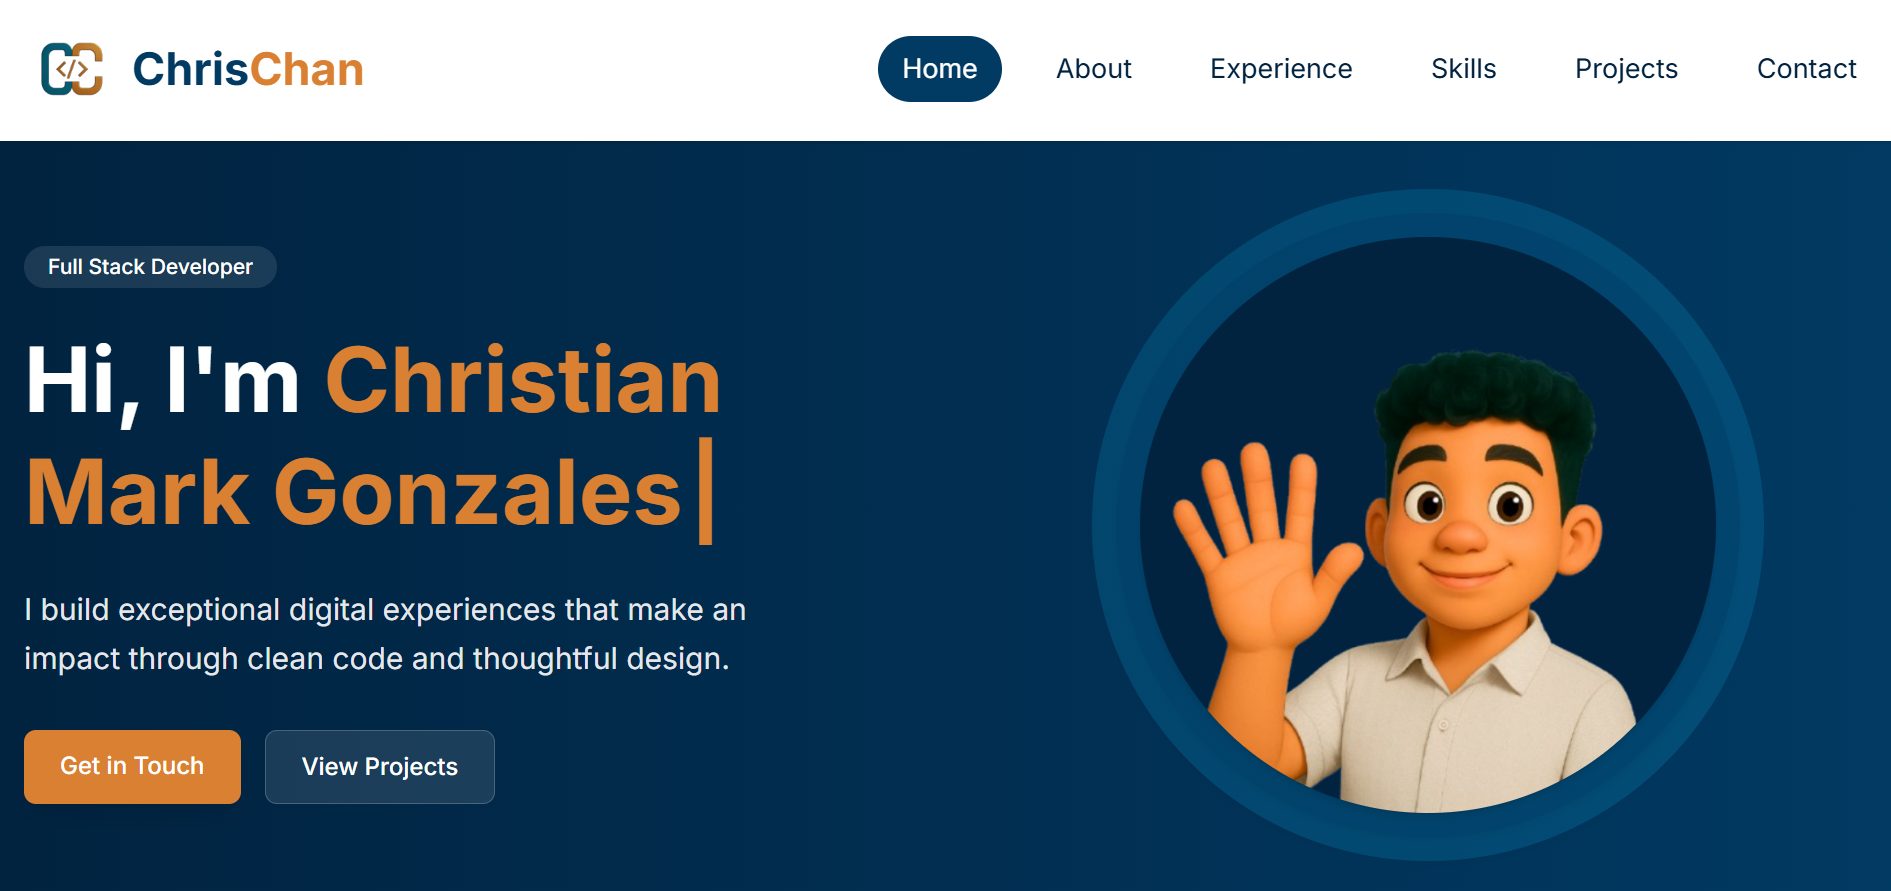 </>
ChrisChan
Home
About
Experience
Skills
Projects
Contact
Full Stack Developer
Hi, I'm Christian
Mark Gonzales|
I build exceptional digital experiences that make an
impact through clean code and thoughtful design.
Get in Touch
View Projects